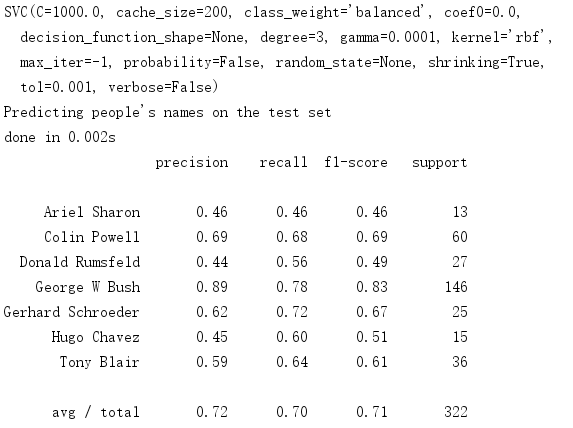 SVC(C=1000.0, cache_size=200, class_weight='balanced', coef0=0.0,
decision_function_shape=None, degree=3, gamma=0.0001, kernel='rbf',
max_iter=-1, probability=False, random_state=None, shrinking=True,
tol=0.001, verbose=False)
Predicting people's names on the test set
done in 0.002s
precision recall f1-score support
Ariel Sharon 0.46 0.46 0.46 13
Colin Powell 0.69 0.68 0.69 60
Donald Rumsfeld 0.44 0.56 0.49 27
George W Bush 0.89 0.78 0.83 146
Gerhard Schroeder 0.62 0.72 0.67 25
Hugo Chavez 0.45 0.60 0.51 15
Tony Blair 0.59 0.64 0.61 36
avg / total 0.72 0.70 0.71 322